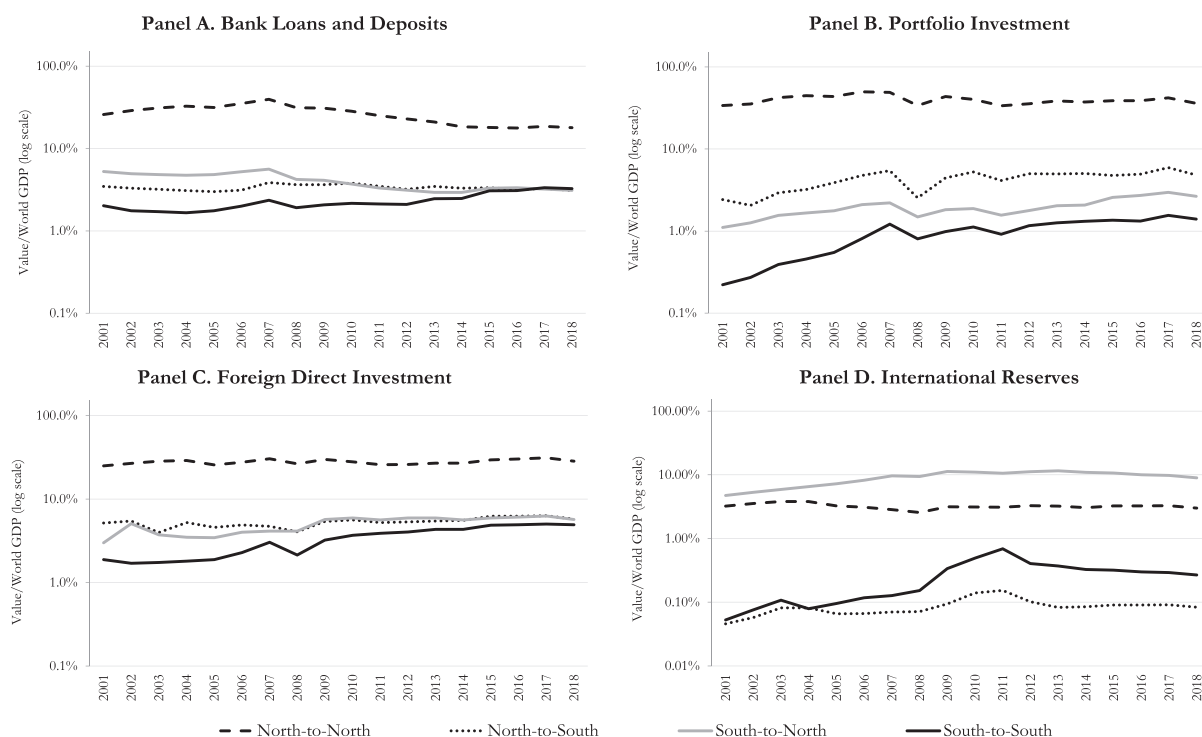 Panel A. Bank Loans and Deposits
Value/World GDP (log scale)
100.0%
10.0%
1.0%
0.1%
2001 2002 2003 2004 2005 2006 2007 2008 2009 2010 2011 2012 2013 2014 2015 2016 2017 2018
Panel B. Portfolio Investment
Value/World GDP (log scale)
100.0%
10.0%
1.0%
0.1%
2001 2002 2003 2004 2005 2006 2007 2008 2009 2010 2011 2012 2013 2014 2015 2016 2017 2018
Panel C. Foreign Direct Investment
Value/World GDP (log scale)
100.0%
10.0%
1.0%
0.1%
2001 2002 2003 2004 2005 2006 2007 2008 2009 2010 2011 2012 2013 2014 2015 2016 2017 2018
Panel D. International Reserves
Value/World GDP (log scale)
100.00%
10.00%
1.00%
0.10%
0.01%
2001 2002 2003 2004 2005 2006 2007 2008 2009 2010 2011 2012 2013 2014 2015 2016 2017 2018
North-to-North North-to-South South-to-North South-to-South